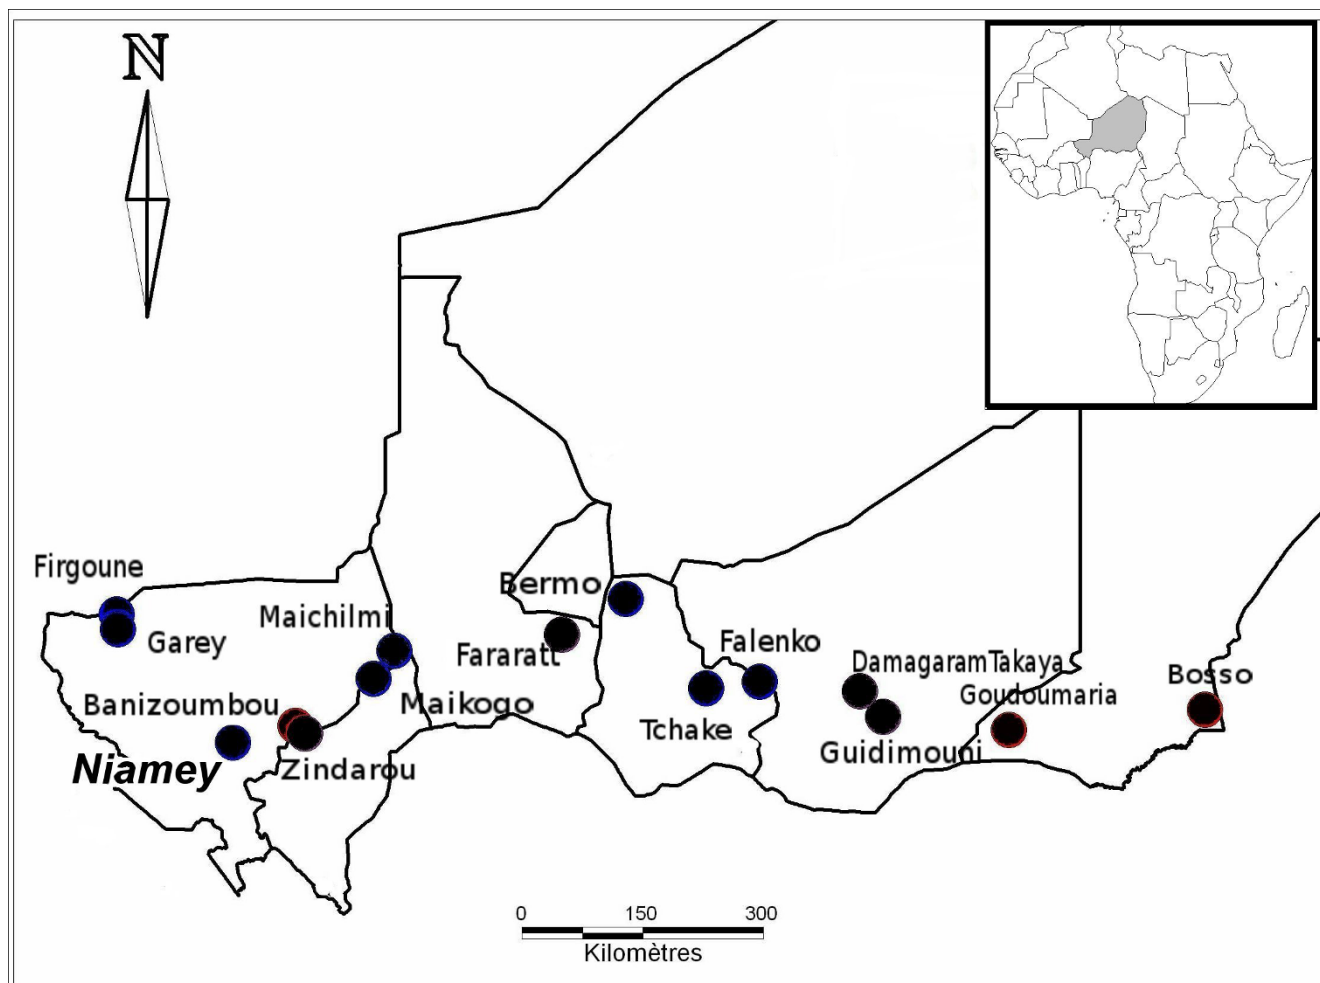 N
Firgoune
Garey
Maichilmi
Bermo
Fararatt
Falenko
DamagaramTakaya
Goudoumaria
Bosso
Banizoumbou
Maikogo
Tchake
Guidimouni
Niamey
Zindarou
0 150 300
Kilomètres